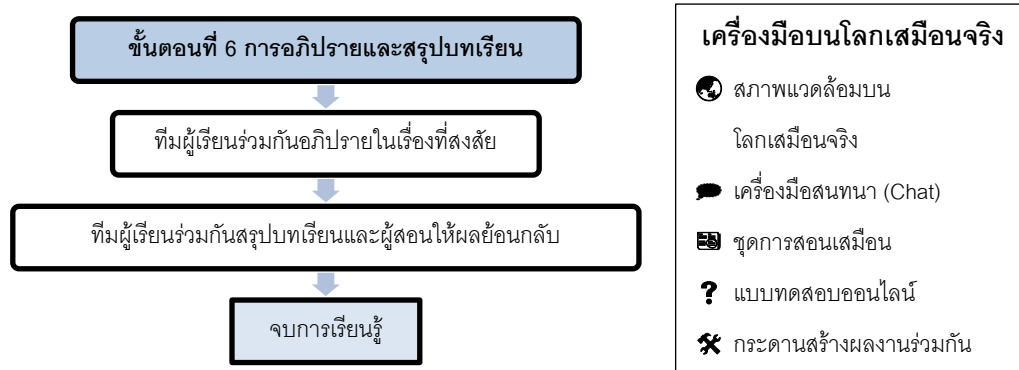 ขั้นตอนที่ 6 การอภิปรายและสรุปบทเรียน
ทีมผู้เรียนร่วมกันอภิปรายในเรื่องที่สงสัย
ทีมผู้เรียนร่วมกันสรุปบทเรียนและผู้สอนให้ผลย้อนกลับ
จบการเรียนรู้
เครื่องมือบนโลกเสมือนจริง
สภาพแวดล้อมบน
โลกเสมือนจริง
เครื่องมือสนทนา (Chat)
ชุดการสอนเสมือน
? แบบทดสอบออนไลน์
กระดานสร้างผลงานร่วมกัน